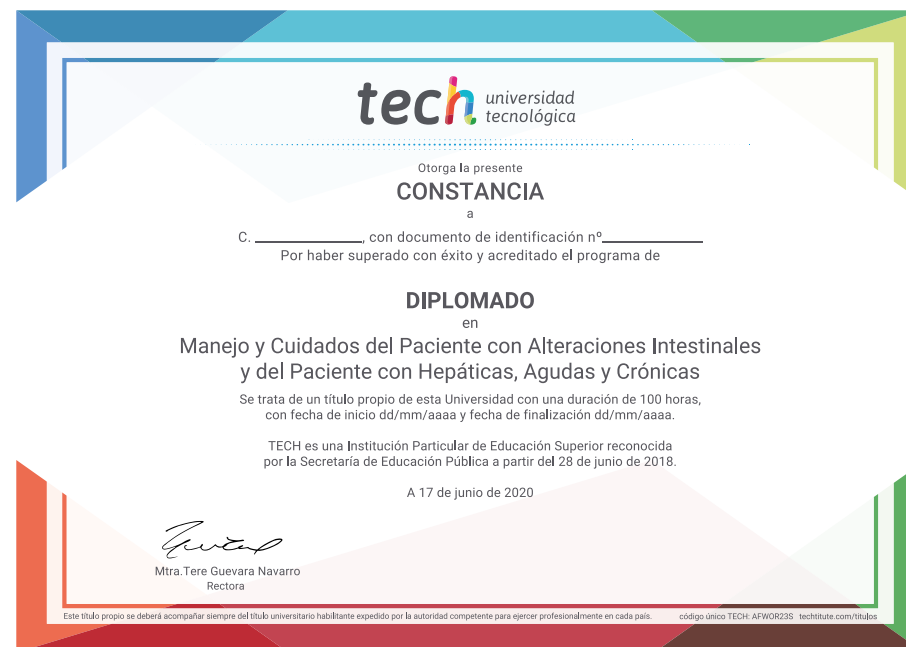 tech universidad
tecnológica
Otorga la presente
CONSTANCIA
a
C. ____________, con documento de identificación nº____________
Por haber superado con éxito y acreditado el programa de
DIPLOMADO
en
Manejo y Cuidados del Paciente con Alteraciones Intestinales
y del Paciente con Hepáticas, Agudas y Crónicas
Se trata de un título propio de esta Universidad con una duración de 100 horas,
con fecha de inicio dd/mm/aaaa y fecha de finalización dd/mm/aaaa.
TECH es una Institución Particular de Educación Superior reconocida
por la Secretaría de Educación Pública a partir del 28 de junio de 2018.
A 17 de junio de 2020
Mtra.Tere Guevara Navarro
Rectora
Este título propio se deberá acompañar siempre del título universitario habilitante expedido por la autoridad competente para ejercer profesionalmente en cada país. código único TECH: AFWOR23S techtitute.com/titulos